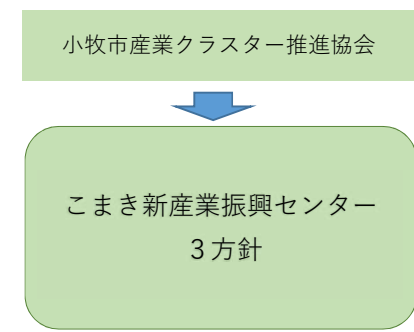 小牧市産業クラスター推進協会
こまき新産業振興センター
３方針